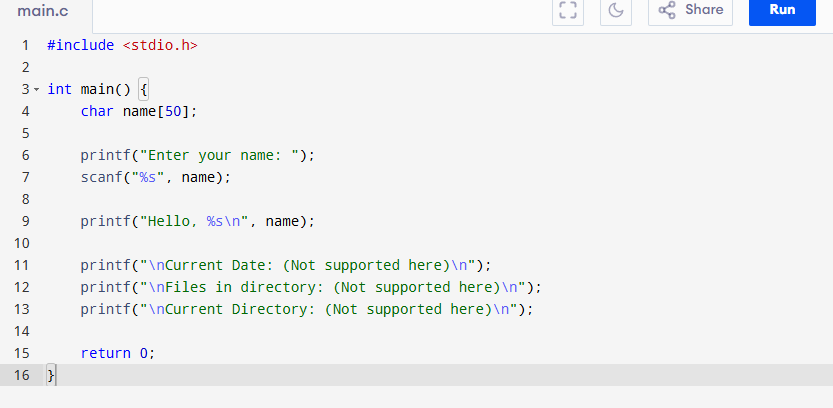 main.c Share Run
1 #include <stdio.h>
2
3 int main() {
4     char name[50];
5
6     printf("Enter your name: ");
7     scanf("%s", name);
8
9     printf("Hello, %s\n", name);
10
11     printf("\nCurrent Date: (Not supported here)\n");
12     printf("\nFiles in directory: (Not supported here)\n");
13     printf("\nCurrent Directory: (Not supported here)\n");
14
15     return 0;
16 }